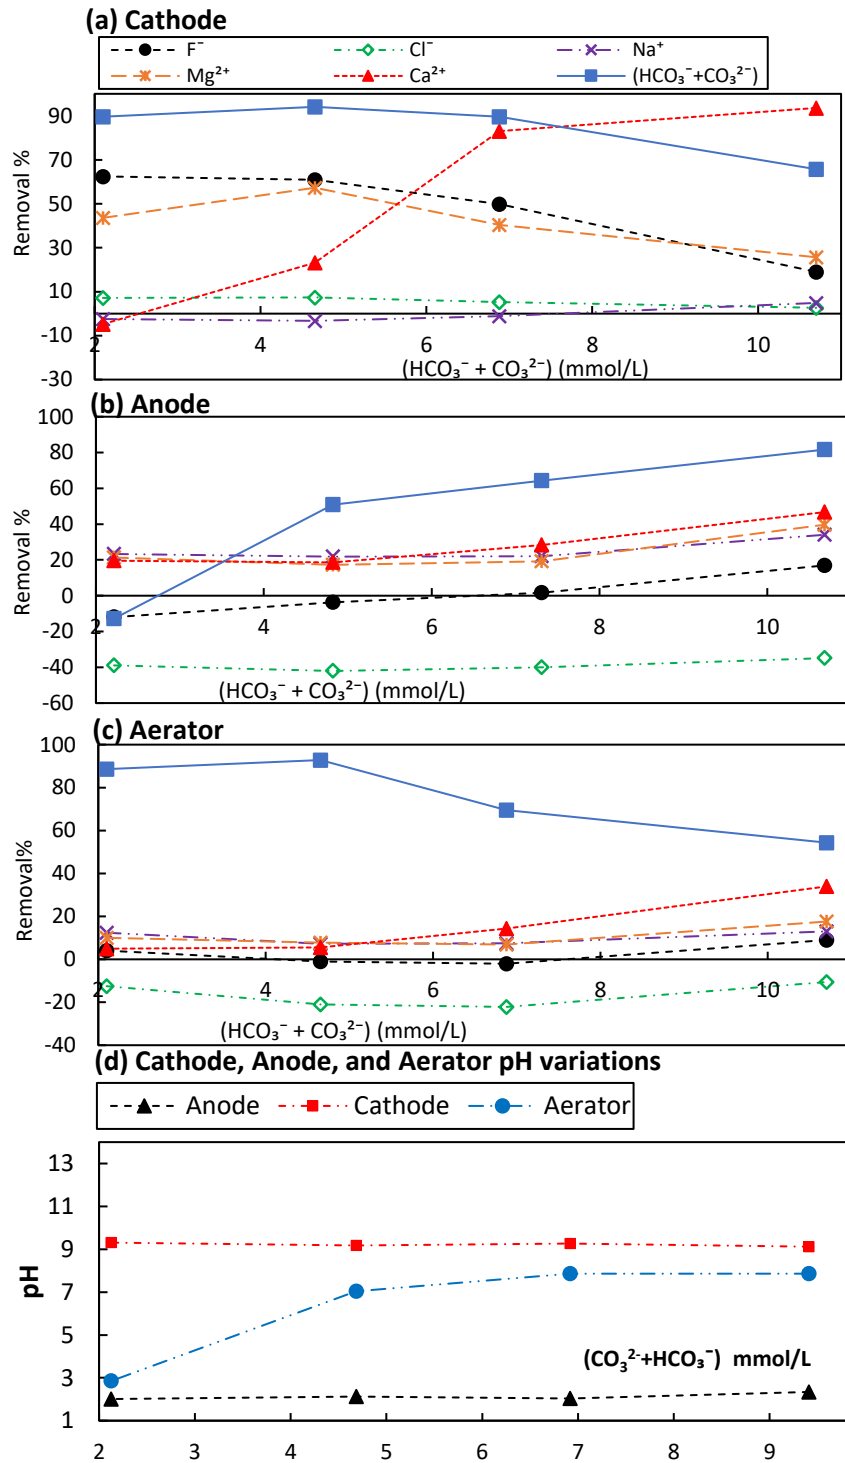 (a) Cathode
F⁻ Cl⁻ Na⁺
Mg²⁺ Ca²⁺ (HCO₃⁻+CO₃²⁻)
90
70
50
30
10
-10
-30
Removal %
2 4 6 8 10
(HCO₃⁻ + CO₃²⁻) (mmol/L)
(b) Anode
100
80
60
40
20
0
-20
-40
-60
Removal %
2 4 6 8 10
(HCO₃⁻ + CO₃²⁻) (mmol/L)
(c) Aerator
100
80
60
40
20
0
-20
-40
Removal%
2 4 6 8 10
(HCO₃⁻ + CO₃²⁻) (mmol/L)
(d) Cathode, Anode, and Aerator pH variations
Anode Cathode Aerator
13
11
9
7
5
3
1
pH
(CO₃²⁻+HCO₃⁻) mmol/L
2 3 4 5 6 7 8 9